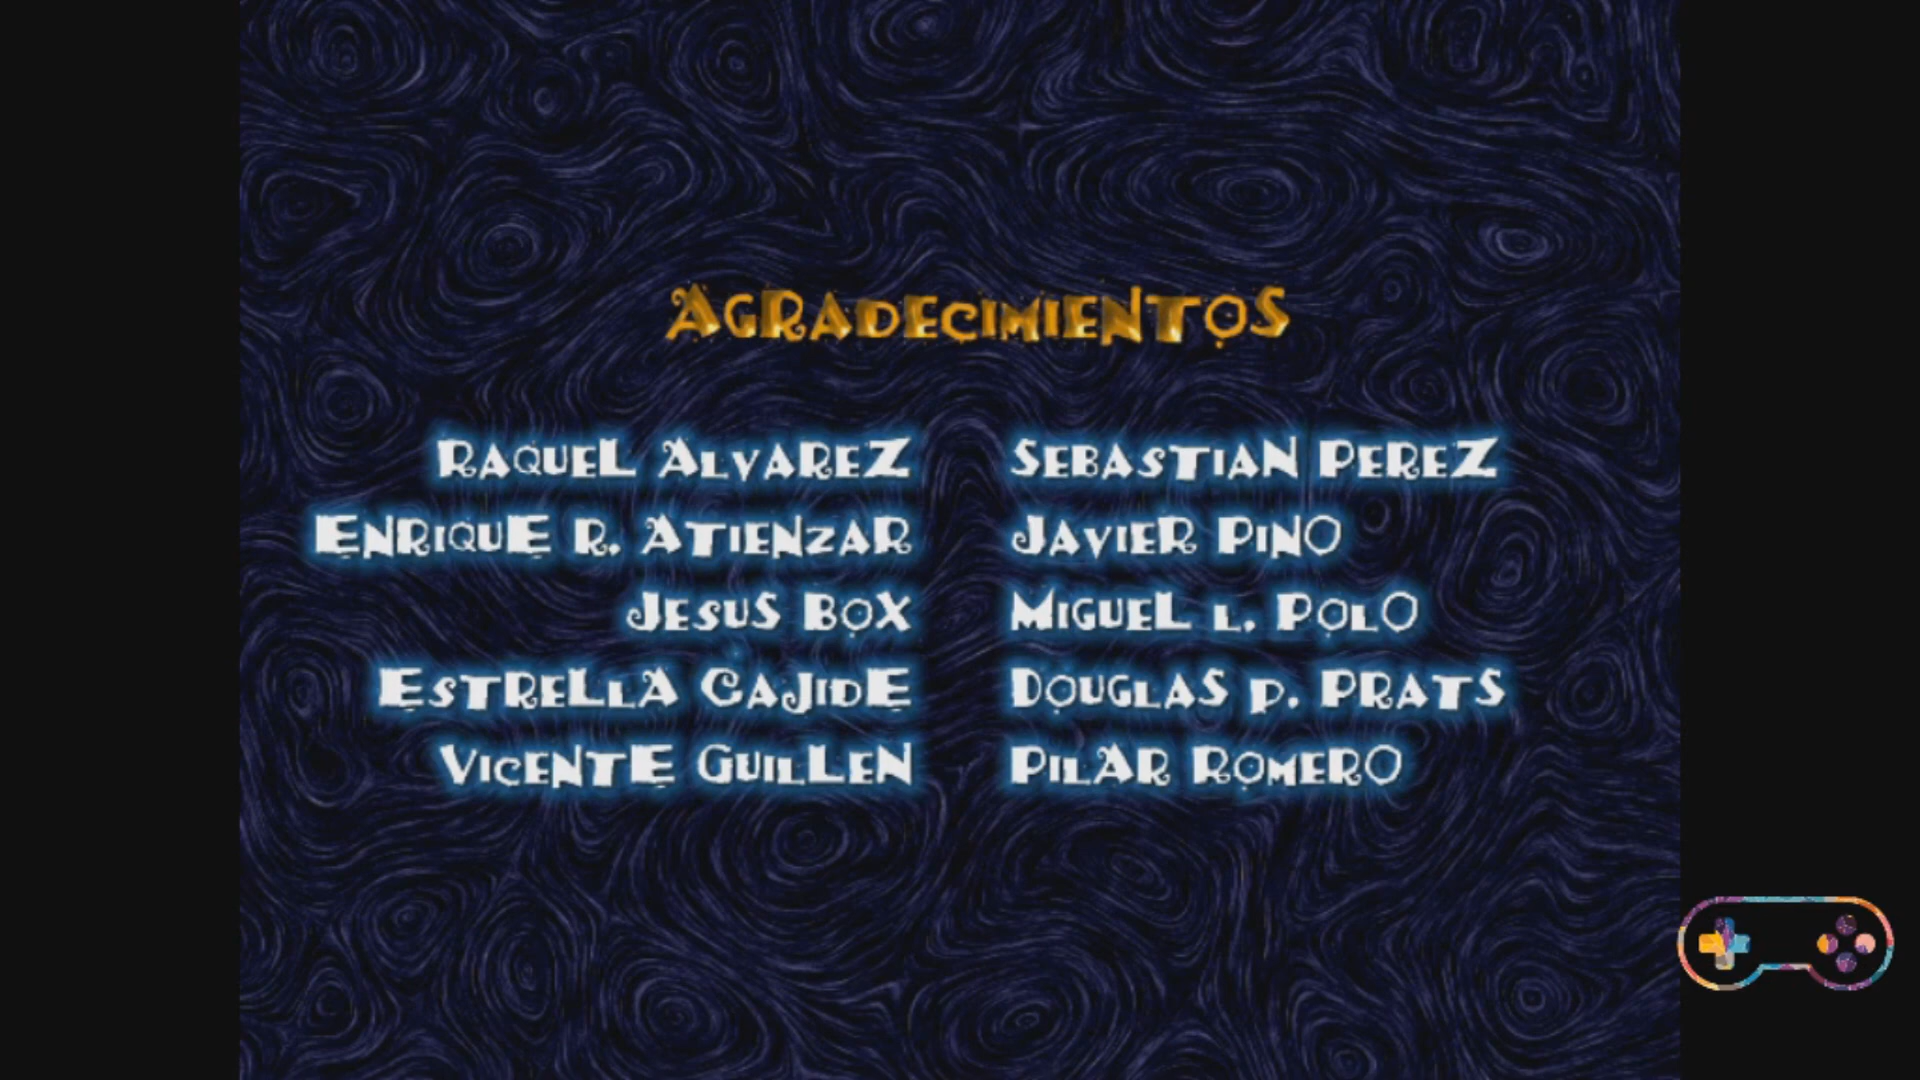 AGRADECIMIENTOS
RAQUEL ALVAREZ
ENRIQUE R. ATIENZAR
JESUS BOX
ESTRELLA CAJIDE
VICENTE GUILLEN
SEBASTIAN PEREZ
JAVIER PINO
MIGUEL L. POLO
DOUGLAS P. PRATS
PILAR ROMERO